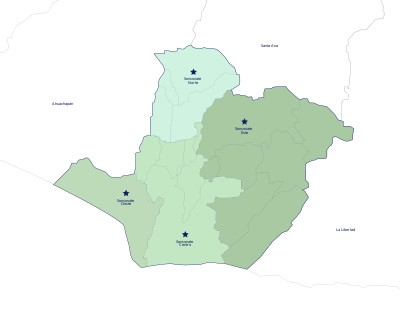 Santa Ana
Sonsonate
Norte
Ahuachapán
Sonsonate
Este
Sonsonate
Oeste
La Libertad
Sonsonate
Centro